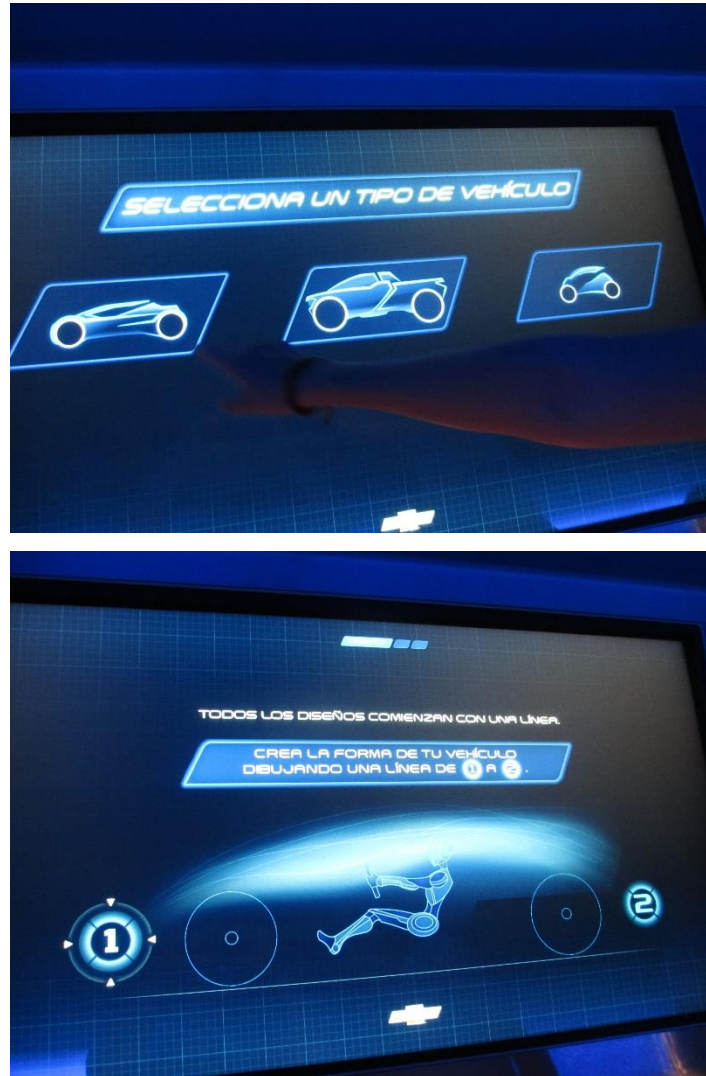 SELECCIONA UN TIPO DE VEHÍCULO
TODOS LOS DISEÑOS COMIENZAN CON UNA LÍNEA.
CREA LA FORMA DE TU VEHÍCULO
DIBUJANDO UNA LÍNEA DE 1 A 2.
1
2